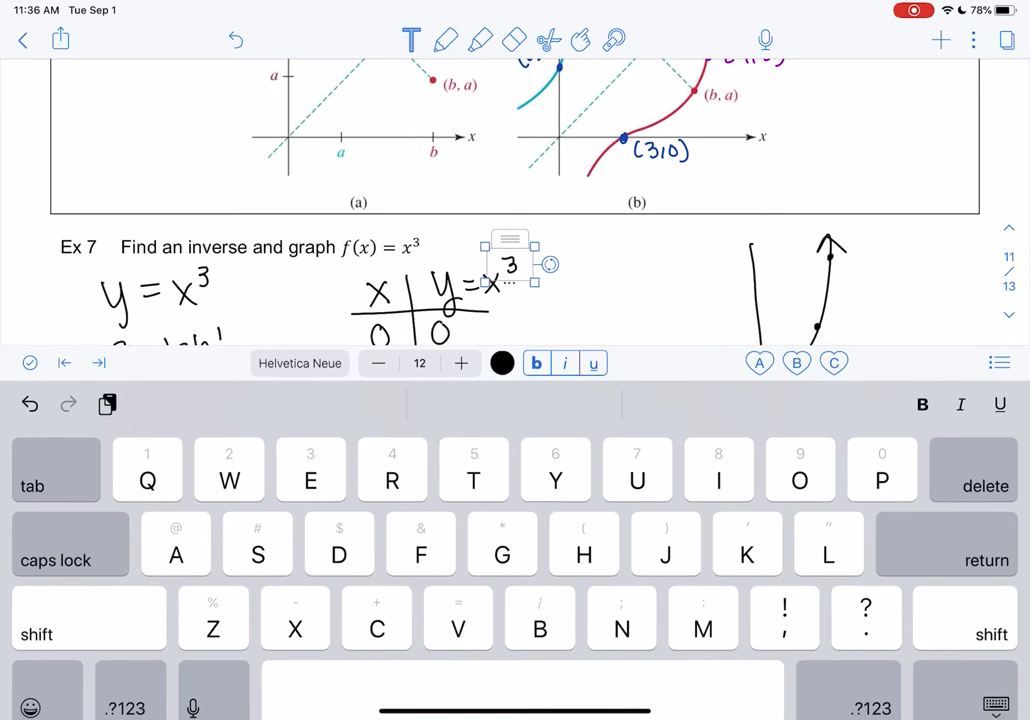 11:36 AM Tue Sep 1
78%
T
a
(b, a)
x
a
b
(b, a)
x
(3,0)
(a)
(b)
Ex 7 Find an inverse and graph f(x) = x³
y = x³
x y = x³
...
0 0
11
/
13
Helvetica Neue
— 12 +
b i u
A B C
B I U
1 2 3 4 5 6 7 8 9 0
tab Q W E R T Y U I O P delete
@ # $ & * ( ) ' "
caps lock A S D F G H J K L return
% - + = / ; : ! ?
shift Z X C V B N M , . shift
.?123 .?123